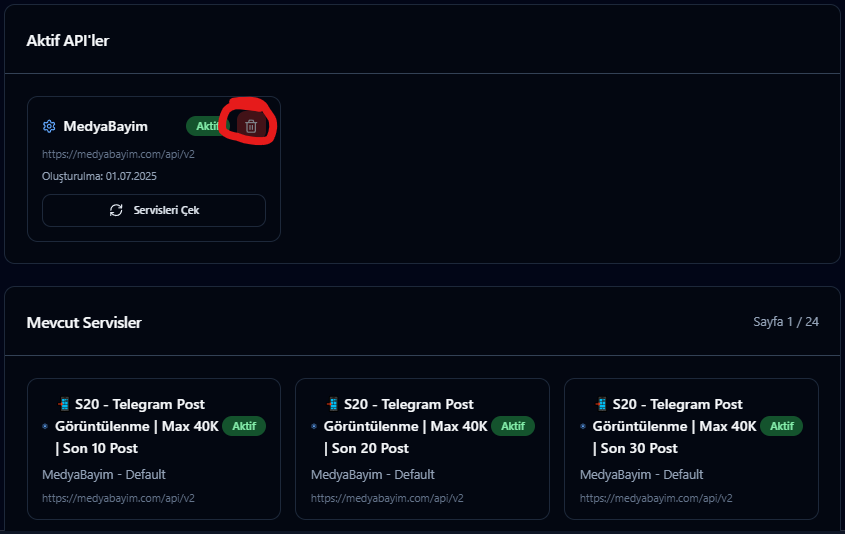 Aktif API'ler
MedyaBayim Aktif
https://medyabayim.com/api/v2
Oluşturulma: 01.07.2025
Servisleri Çek
Mevcut Servisler
Sayfa 1 / 24
S20 - Telegram Post
Görüntülenme | Max 40K Aktif
| Son 10 Post
MedyaBayim - Default
https://medyabayim.com/api/v2
S20 - Telegram Post
Görüntülenme | Max 40K Aktif
| Son 20 Post
MedyaBayim - Default
https://medyabayim.com/api/v2
S20 - Telegram Post
Görüntülenme | Max 40K Aktif
| Son 30 Post
MedyaBayim - Default
https://medyabayim.com/api/v2